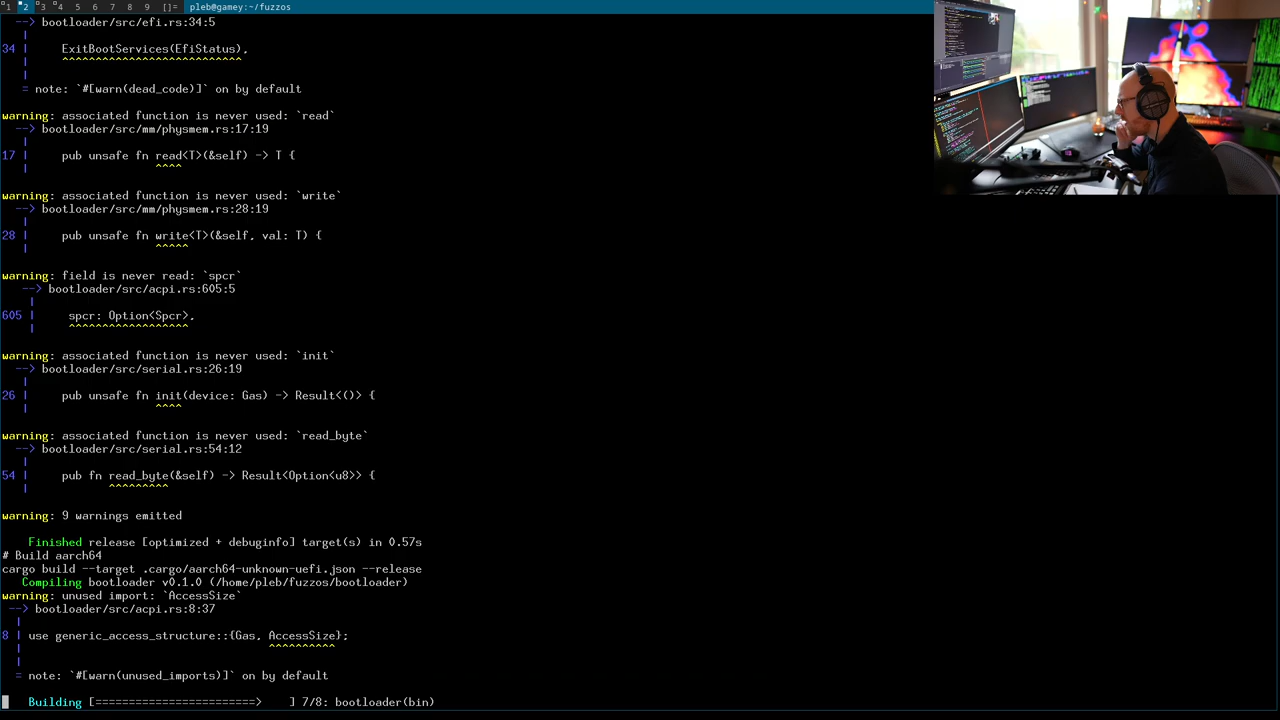 1 2 3 4 5 6 7 8 9 []= pleb@gamey:~/fuzzos
--> bootloader/src/efi.rs:34:5
|
34 | ExitBootServices(EfiStatus),
| ^^^^^^^^^^^^^^^^^^^^^^^^^^^
|
= note: `#[warn(dead_code)]` on by default
warning: associated function is never used: `read`
--> bootloader/src/mm/physmem.rs:17:19
|
17 | pub unsafe fn read<T>(&self) -> T {
| ^^^^
warning: associated function is never used: `write`
--> bootloader/src/mm/physmem.rs:28:19
|
28 | pub unsafe fn write<T>(&self, val: T) {
| ^^^^^
warning: field is never read: `spcr`
--> bootloader/src/acpi.rs:605:5
|
605 | spcr: Option<Spcr>,
| ^^^^^^^^^^^^^^^^^^
warning: associated function is never used: `init`
--> bootloader/src/serial.rs:26:19
|
26 | pub unsafe fn init(device: Gas) -> Result<()> {
| ^^^^
warning: associated function is never used: `read_byte`
--> bootloader/src/serial.rs:54:12
|
54 | pub fn read_byte(&self) -> Result<Option<u8>> {
| ^^^^^^^^^
warning: 9 warnings emitted
Finished release [optimized + debuginfo] target(s) in 0.57s
# Build aarch64
cargo build --target .cargo/aarch64-unknown-uefi.json --release
Compiling bootloader v0.1.0 (/home/pleb/fuzzos/bootloader)
warning: unused import: `AccessSize`
--> bootloader/src/acpi.rs:8:37
|
8 | use generic_access_structure::{Gas, AccessSize};
| ^^^^^^^^^^
|
= note: `#[warn(unused_imports)]` on by default
Building [========================> ] 7/8: bootloader(bin)